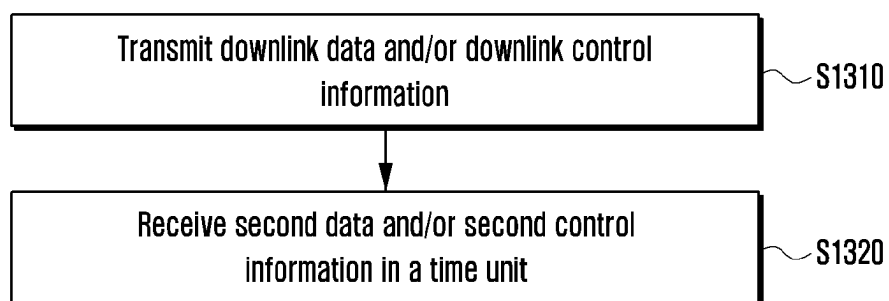 Transmit downlink data and/or downlink control
information
S1310
Receive second data and/or second control
information in a time unit
S1320